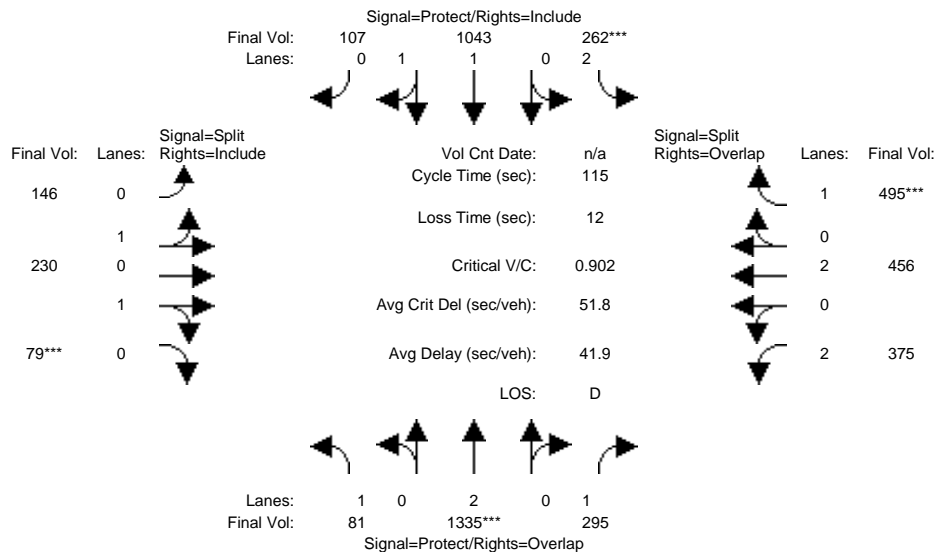 Signal=Protect/Rights=Include
Final Vol: 107 1043 262***
Lanes: 0 1 1 0 2
Signal=Split
Final Vol: Lanes: Rights=Include
Vol Cnt Date: n/a
Signal=Split
Rights=Overlap Lanes: Final Vol:
Cycle Time (sec): 115
146 0
1 495***
Loss Time (sec): 12
1
0
230 0
Critical V/C: 0.902
2 456
1
Avg Crit Del (sec/veh): 51.8
0
79*** 0
Avg Delay (sec/veh): 41.9
2 375
LOS: D
Lanes: 1 0 2 0 1
Final Vol: 81 1335*** 295
Signal=Protect/Rights=Overlap